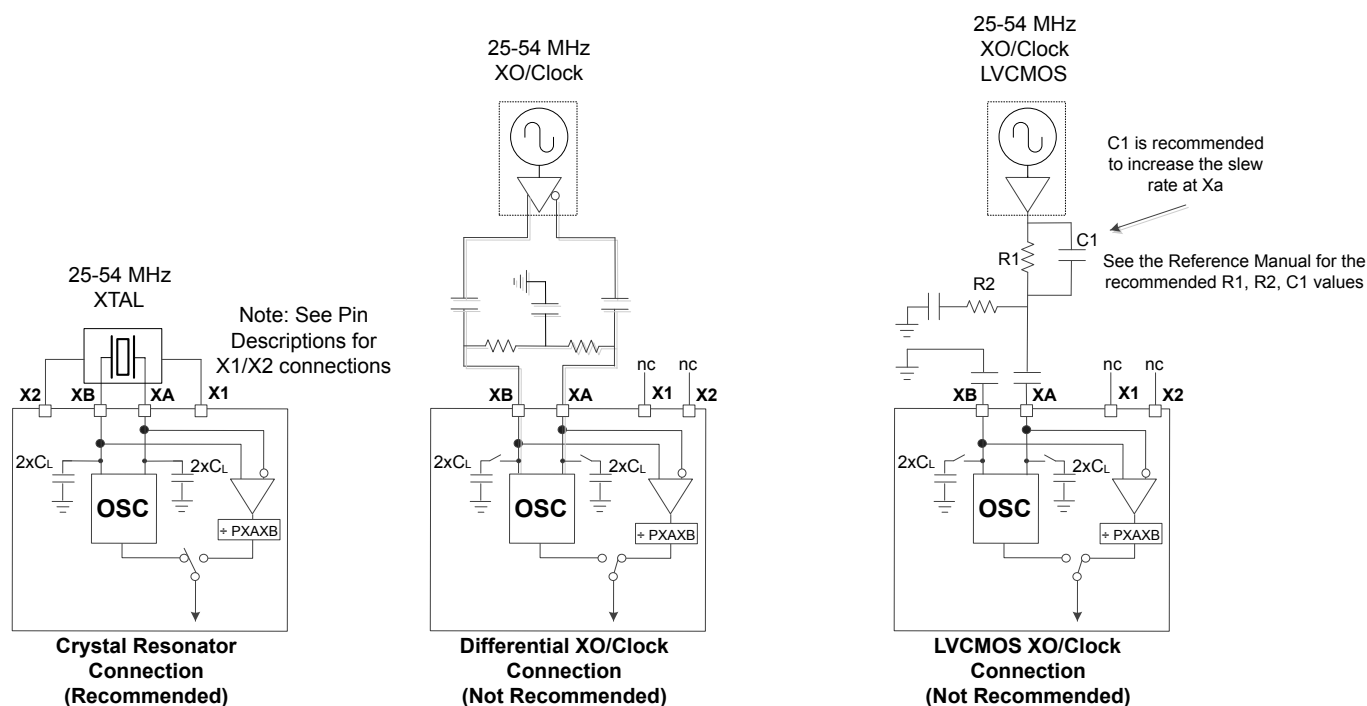 25-54 MHz
XTAL
Note: See Pin
Descriptions for
X1/X2 connections
X2 XB XA X1
2xCL 2xCL
OSC
÷ PXAXB
Crystal Resonator
Connection
(Recommended)
25-54 MHz
XO/Clock
nc nc
XB XA X1 X2
2xCL 2xCL
OSC
÷ PXAXB
Differential XO/Clock
Connection
(Not Recommended)
25-54 MHz
XO/Clock
LVCMOS
C1 is recommended
to increase the slew
rate at Xa
C1
R1
See the Reference Manual for the
recommended R1, R2, C1 values
R2
nc nc
XB XA X1 X2
2xCL 2xCL
OSC
÷ PXAXB
LVCMOS XO/Clock
Connection
(Not Recommended)